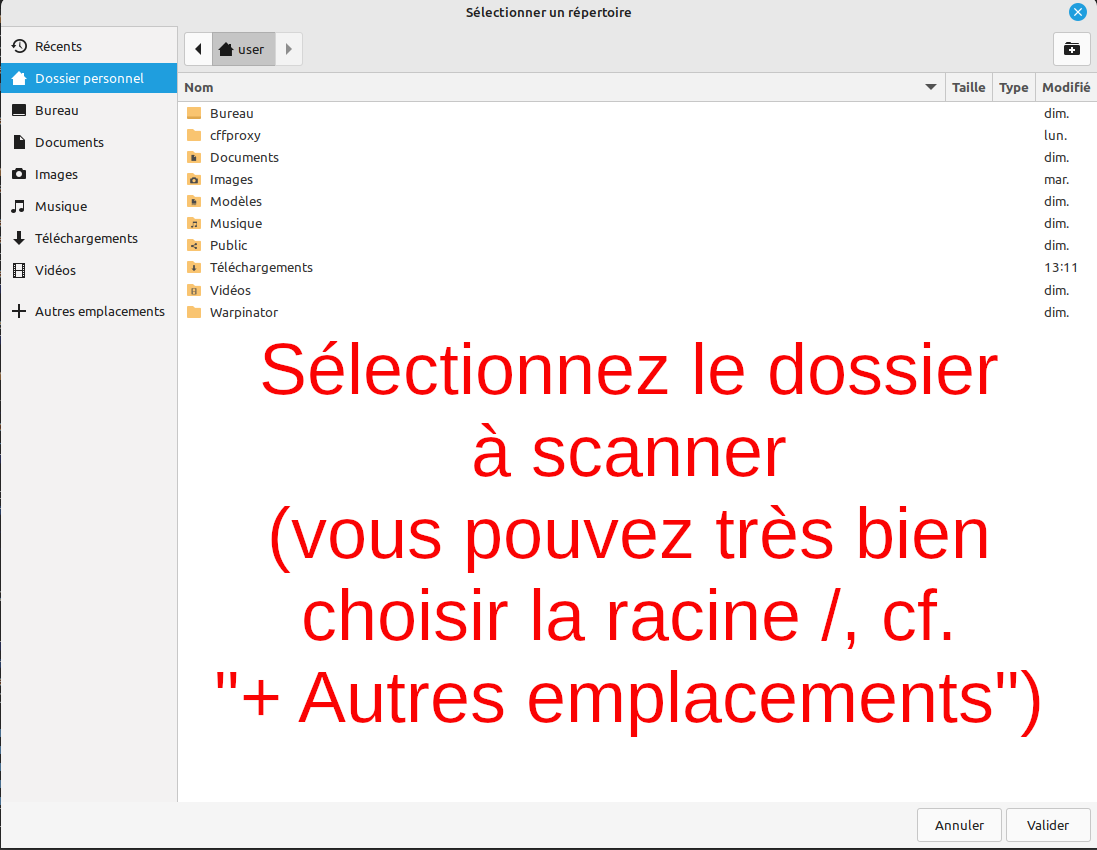 Sélectionner un répertoire
Récents
Dossier personnel
Bureau
Documents
Images
Musique
Téléchargements
Vidéos
Autres emplacements
user
Nom Taille Type Modifié
Bureau dim.
cffproxy lun.
Documents dim.
Images mar.
Modèles dim.
Musique dim.
Public dim.
Téléchargements 13:11
Vidéos dim.
Warpinator dim.
Sélectionnez le dossier
à scanner
(vous pouvez très bien
choisir la racine /, cf.
"+ Autres emplacements")
Annuler Valider